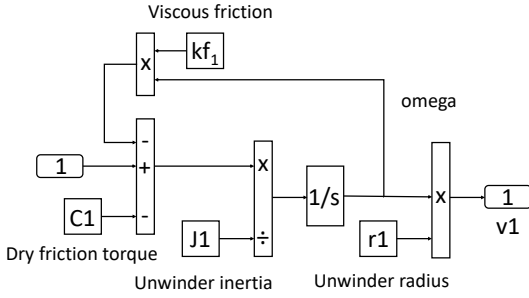 Viscous friction
kf₁
x
omega
-
+
-
1
C1
x
÷
J1
1/s
x
r1
1
v1
Dry friction torque
Unwinder inertia
Unwinder radius